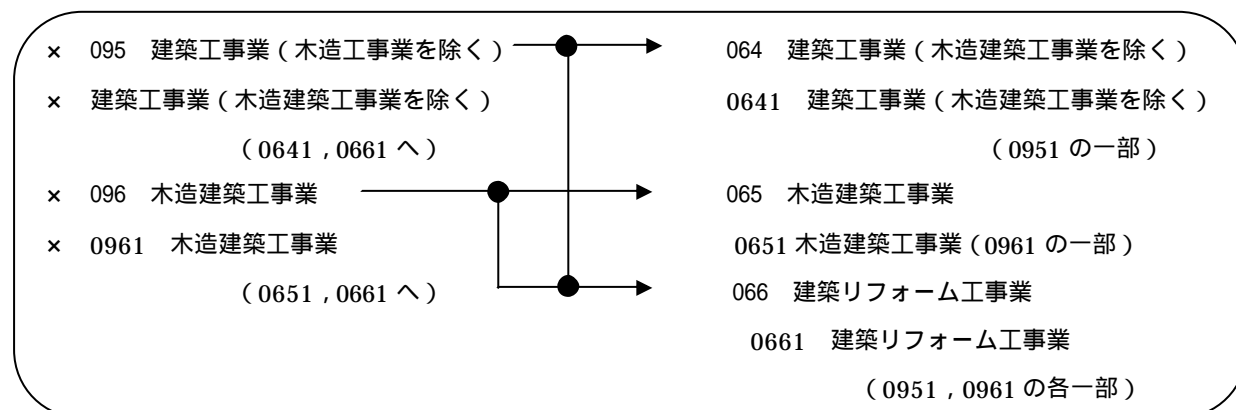 × 095 建築工事業(木造工事業を除く)
× 建築工事業(木造建築工事業を除く)
(0641,0661 へ)
× 096 木造建築工事業
× 0961 木造建築工事業
(0651,0661 へ)
064 建築工事業(木造建築工事業を除く)
0641 建築工事業(木造建築工事業を除く)
(0951 の一部)
065 木造建築工事業
0651 木造建築工事業(0961 の一部)
066 建築リフォーム工事業
0661 建築リフォーム工事業
(0951,0961 の各一部)